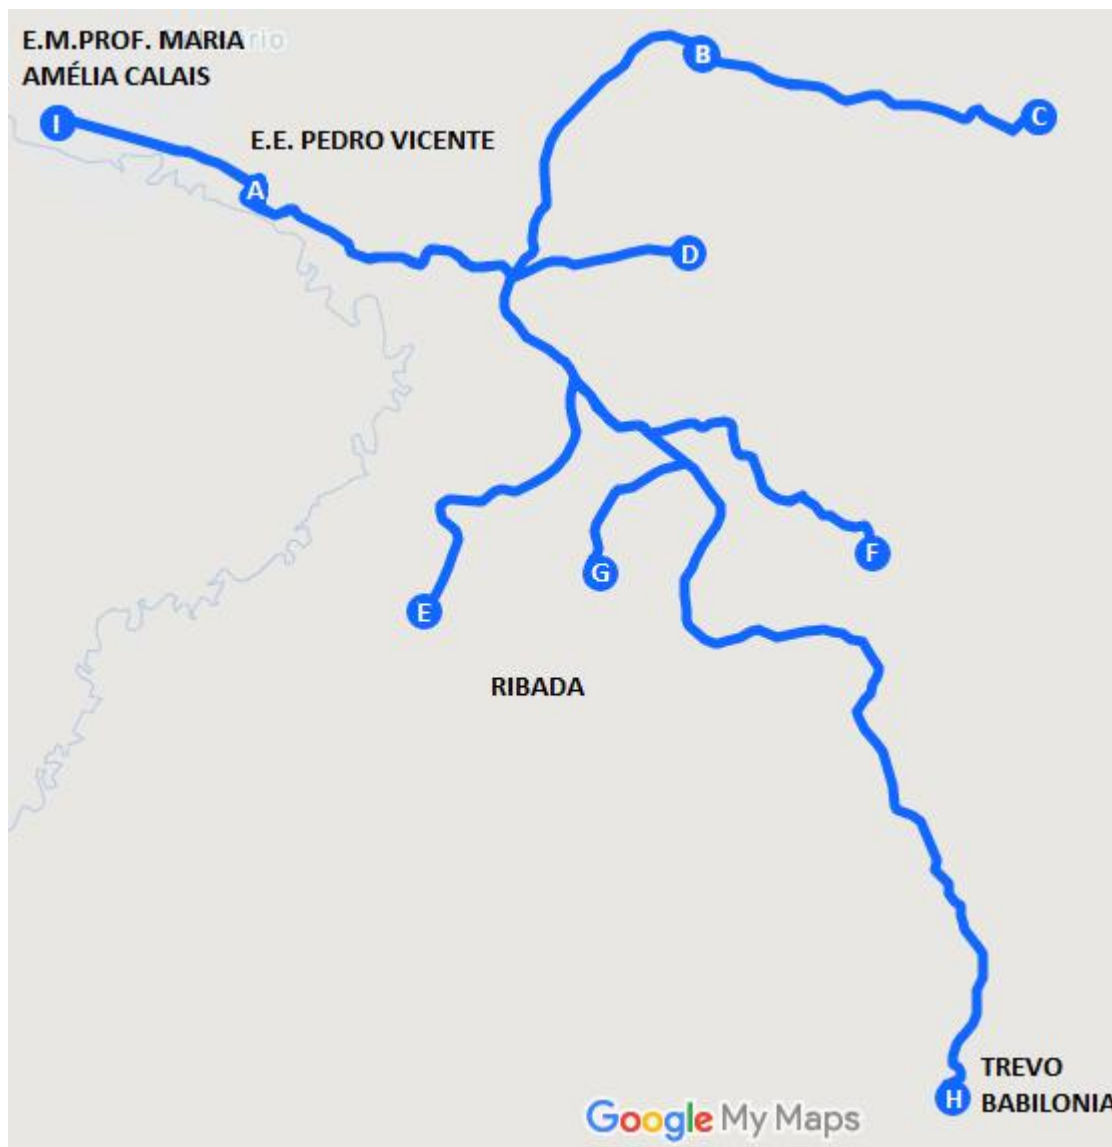 E.M.PROF. MARIA
AMÉLIA CALAIS
I
E.E. PEDRO VICENTE
A
B
C
D
E
G
F
RIBADA
TREVO
BABILONIA
H
Google My Maps